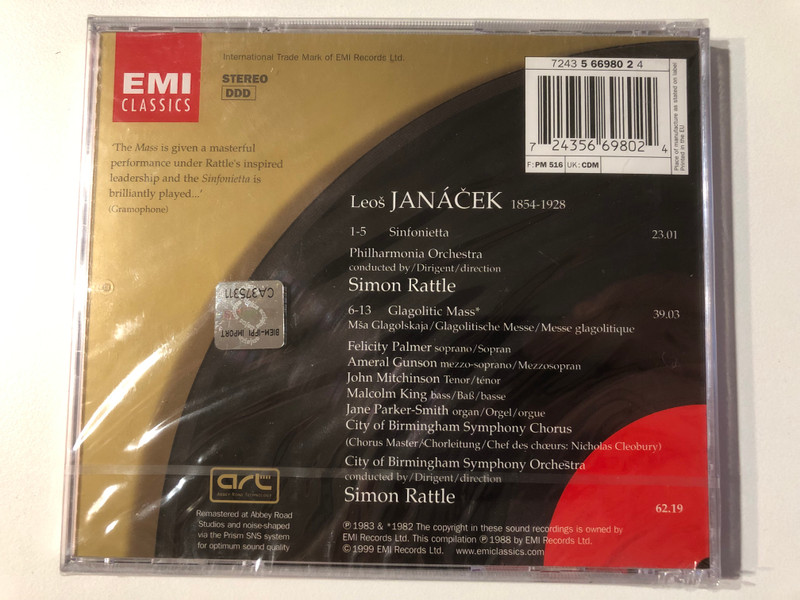 EMI
CLASSICS
International Trade Mark of EMI Records Ltd.
STEREO
DDD
'The Mass is given a masterful
performance under Rattle's inspired
leadership and the Sinfonietta is
brilliantly played...'
(Gramophone)
7243 5 66980 2 4
7 24356 69802 4
F: PM 516 UK: CDM
Place of manufacture as stated on label
Printed in the EU
Leoš JANÁČEK 1854-1928
1-5 Sinfonietta 23.01
Philharmonia Orchestra
conducted by/Dirigent/direction
Simon Rattle
6-13 Glagolitic Mass* 39.03
Mša Glagolskaja/Glagolitische Messe/Messe glagolitique
Felicity Palmer soprano/Sopran
Ameral Gunson mezzo-soprano/Mezzosopran
John Mitchinson Tenor/ténor
Malcolm King bass/Baß/basse
Jane Parker-Smith organ/Orgel/orgue
City of Birmingham Symphony Chorus
(Chorus Master/Chorleitung/Chef des chœurs: Nicholas Cleobury)
City of Birmingham Symphony Orchestra
conducted by/Dirigent/direction
Simon Rattle
62.19
BIEM-IFPI IMPORT
CA375311
art
ABBEY ROAD TECHNOLOGY
Remastered at Abbey Road
Studios and noise-shaped
via the Prism SNS system
for optimum sound quality
℗ 1983 & *1982 The copyright in these sound recordings is owned by
EMI Records Ltd. This compilation ℗ 1988 by EMI Records Ltd.
© 1999 EMI Records Ltd. www.emiclassics.com